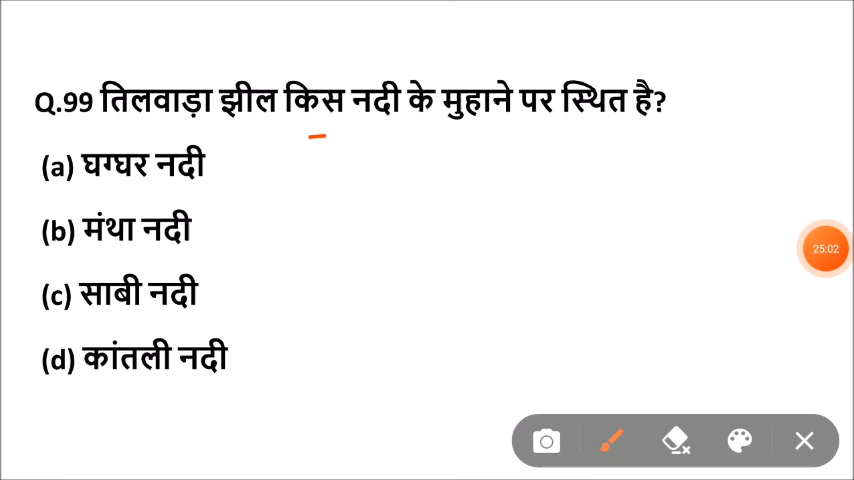 Q.99 तिलवाड़ा झील किस नदी के मुहाने पर स्थित है?
(a) घग्घर नदी
(b) मंथा नदी
(c) साबी नदी
(d) कांतली नदी
25:02